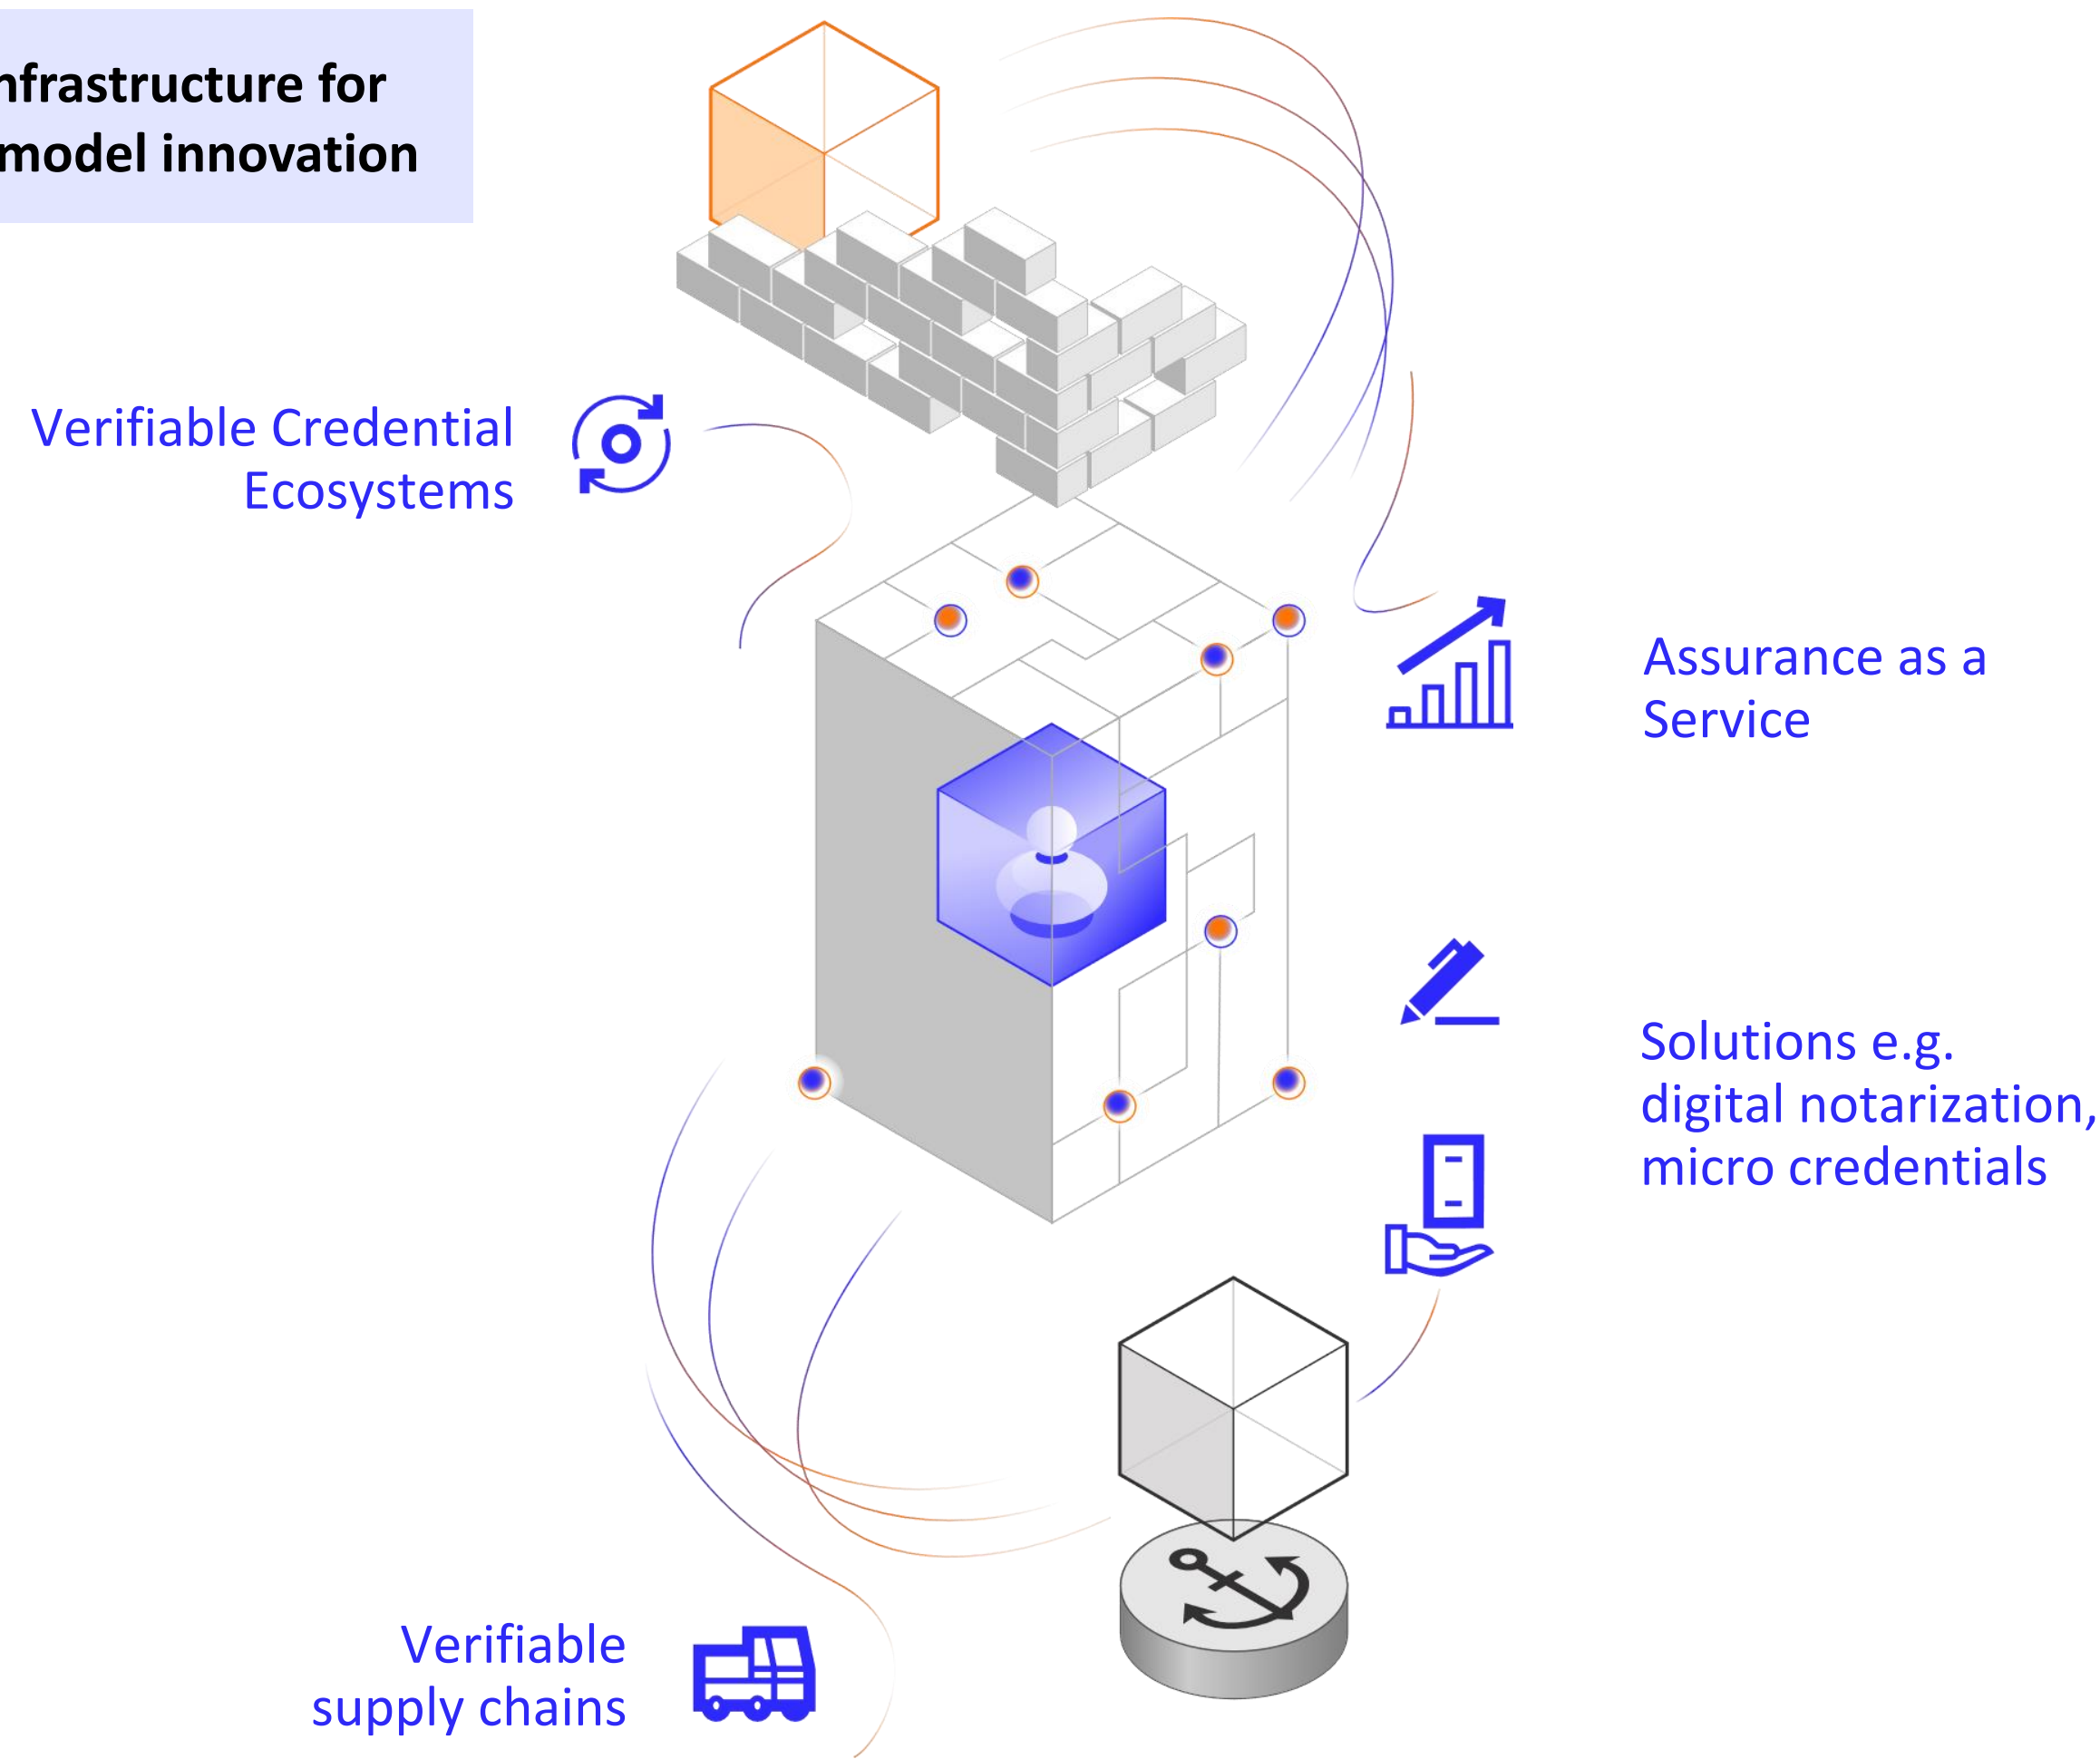 nfrastructure for
model innovation
Verifiable Credential
Ecosystems
Assurance as a
Service
Solutions e.g.
digital notarization,
micro credentials
Verifiable
supply chains